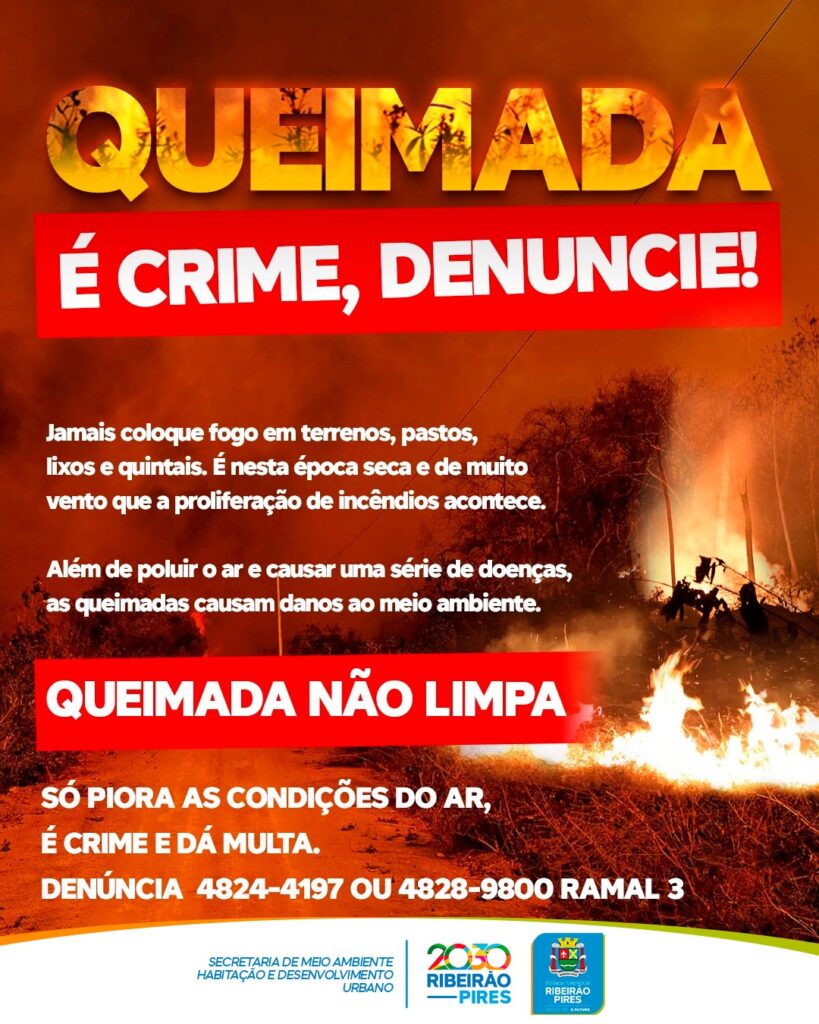 QUEIMADA
É CRIME, DENUNCIE!
Jamais coloque fogo em terrenos, pastos,
lixos e quintais. É nesta época seca e de muito
vento que a proliferação de incêndios acontece.
Além de poluir o ar e causar uma série de doenças,
as queimadas causam danos ao meio ambiente.
QUEIMADA NÃO LIMPA
SÓ PIORA AS CONDIÇÕES DO AR,
É CRIME E DÁ MULTA.
DENÚNCIA 4824-4197 OU 4828-9800 RAMAL 3
SECRETARIA DE MEIO AMBIENTE
HABITAÇÃO E DESENVOLVIMENTO
URBANO
2030
RIBEIRÃO
PIRES
RIBEIRÃO
PIRES